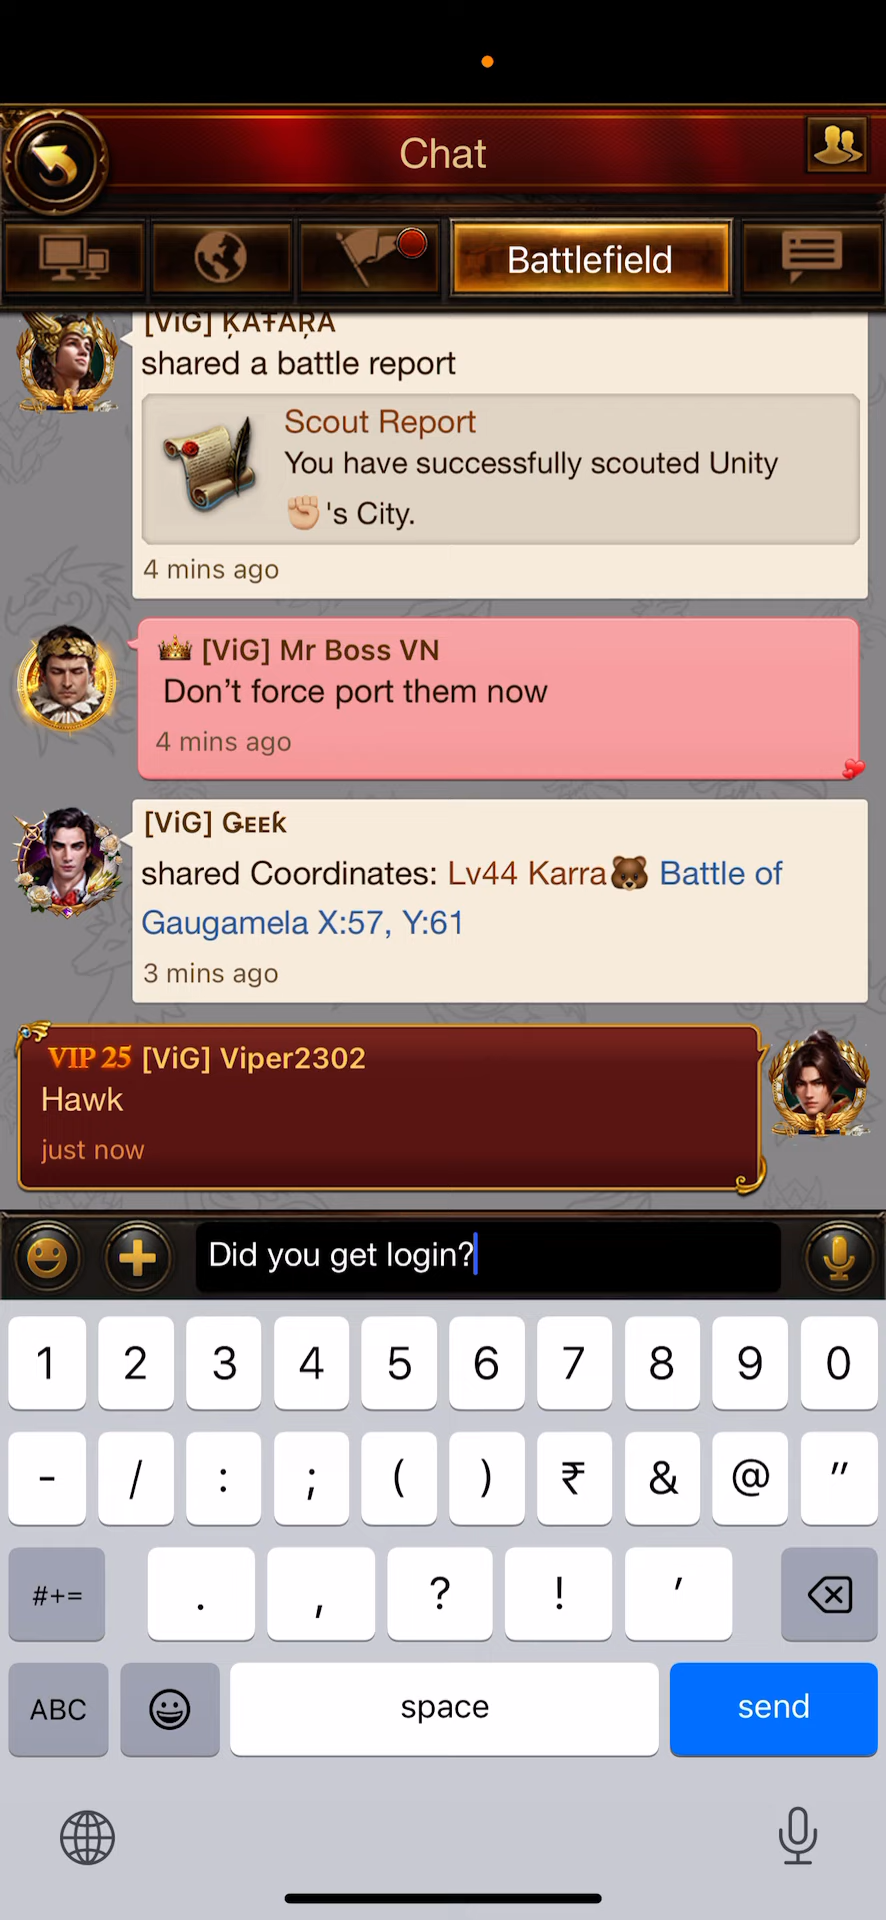 Chat
Battlefield
[ViG] ĶAŦAŖA
shared a battle report
Scout Report
You have successfully scouted Unity
✊🏼's City.
4 mins ago
[ViG] Mr Boss VN
Don't force port them now
4 mins ago
[ViG] Gᴇᴇƙ
shared Coordinates: Lv44 Karra🐻 Battle of
Gaugamela X:57, Y:61
3 mins ago
VIP 25 [ViG] Viper2302
Hawk
just now
Did you get login?
1 2 3 4 5 6 7 8 9 0
- / : ; ( ) ₹ & @ "
#+= . , ? ! '
ABC space send